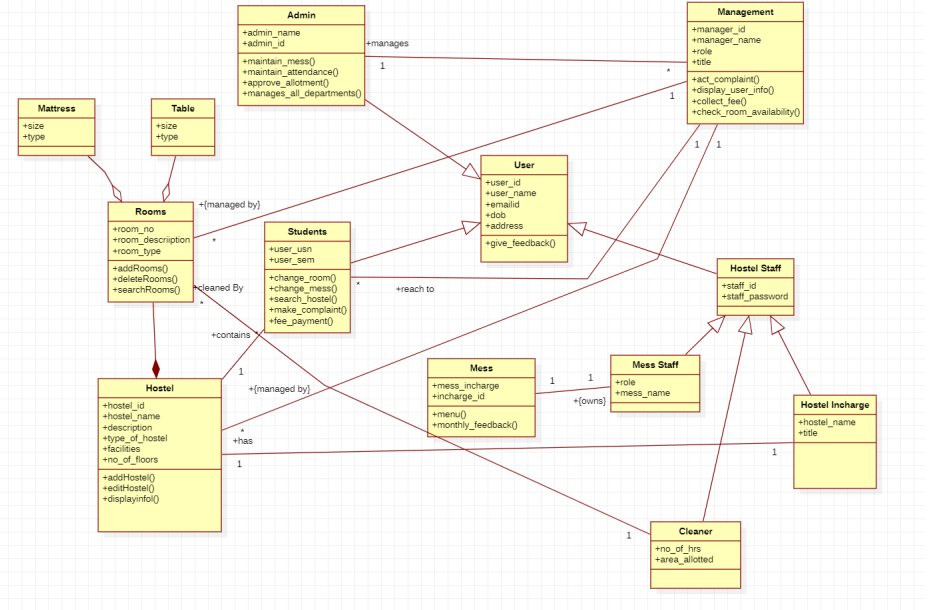 Admin
+admin_name
+admin_id
+maintain_mess()
+maintain_attendance()
+approve_allotment()
+manages_all_departments()
+manages
1
*
Management
+manager_id
+manager_name
+role
+title
+act_complaint()
+display_user_info()
+collect_fee()
+check_room_availability()
1
1
1
Mattress
+size
+type
Table
+size
+type
User
+user_id
+user_name
+emailid
+dob
+address
+give_feedback()
Rooms
+room_no
+room_descriiption
+room_type
+addRooms()
+deleteRooms()
+searchRooms()
+{managed by}
*
+cleaned By
*
Students
+user_usn
+user_sem
+change_room()
+change_mess()
+search_hostel()
+make_complaint()
+fee_payment()
*
+reach to
Hostel Staff
+staff_id
+staff_password
+contains
*
1
+{managed by}
*
Hostel
+hostel_id
+hostel_name
+description
+type_of_hostel
+facilities
+no_of_floors
+addHostel()
+editHostel()
+displayinfol()
+has
1
Mess
+mess_incharge
+incharge_id
+menu()
+monthly_feedback()
1
1
+{owns}
Mess Staff
+role
+mess_name
Hostel Incharge
+hostel_name
+title
1
Cleaner
+no_of_hrs
+area_allotted
1